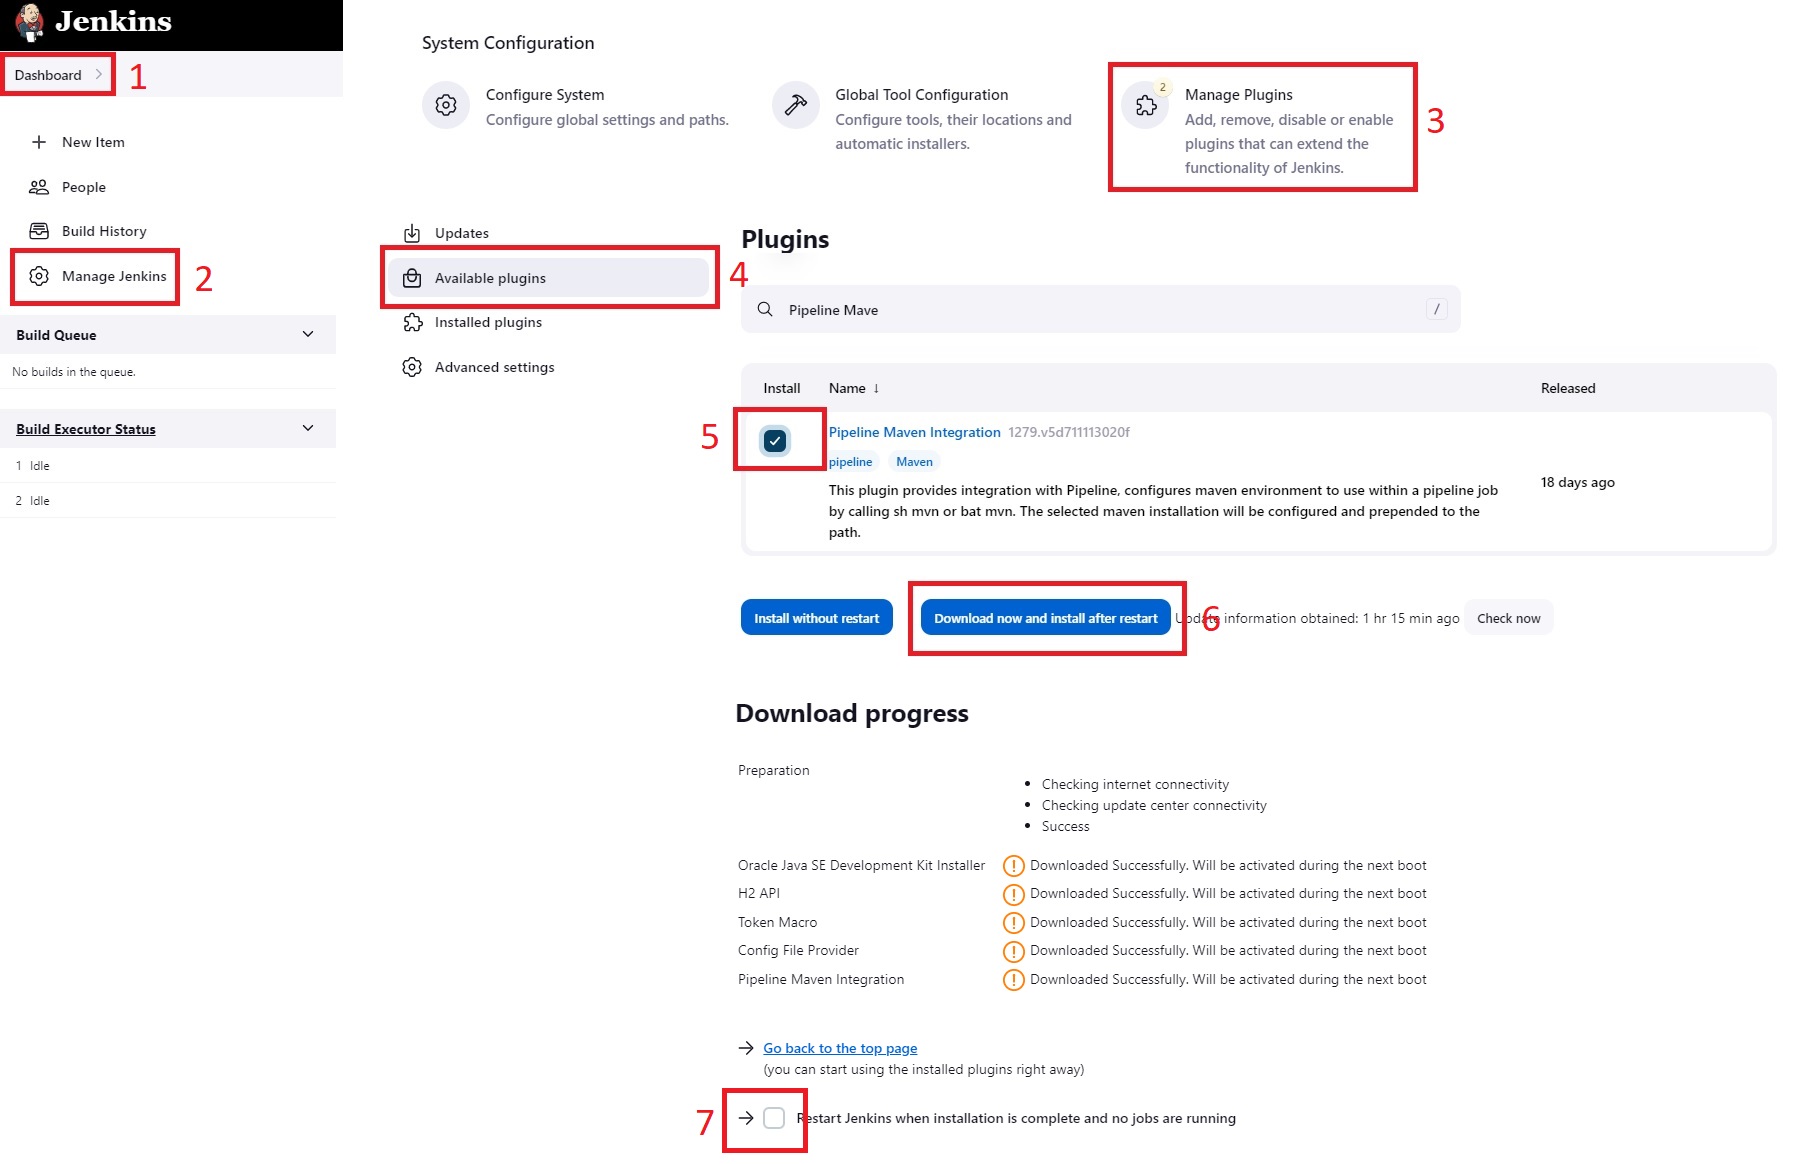 Jenkins
Dashboard
1
New Item
People
Build History
Manage Jenkins
2
Build Queue
No builds in the queue.
Build Executor Status
1 Idle
2 Idle
System Configuration
Configure System
Configure global settings and paths.
Global Tool Configuration
Configure tools, their locations and
automatic installers.
2
Manage Plugins
Add, remove, disable or enable
plugins that can extend the
functionality of Jenkins.
3
Updates
Available plugins
4
Installed plugins
Advanced settings
Plugins
Pipeline Mave
/
Install Name ↓ Released
5
Pipeline Maven Integration 1279.v5d711113020f
pipeline Maven
This plugin provides integration with Pipeline, configures maven environment to use within a pipeline job
by calling sh mvn or bat mvn. The selected maven installation will be configured and prepended to the
path.
18 days ago
Install without restart
Download now and install after restart
6
Update information obtained: 1 hr 15 min ago
Check now
Download progress
Preparation
• Checking internet connectivity
• Checking update center connectivity
• Success
Oracle Java SE Development Kit Installer Downloaded Successfully. Will be activated during the next boot
H2 API Downloaded Successfully. Will be activated during the next boot
Token Macro Downloaded Successfully. Will be activated during the next boot
Config File Provider Downloaded Successfully. Will be activated during the next boot
Pipeline Maven Integration Downloaded Successfully. Will be activated during the next boot
→ Go back to the top page
(you can start using the installed plugins right away)
7
→ Restart Jenkins when installation is complete and no jobs are running